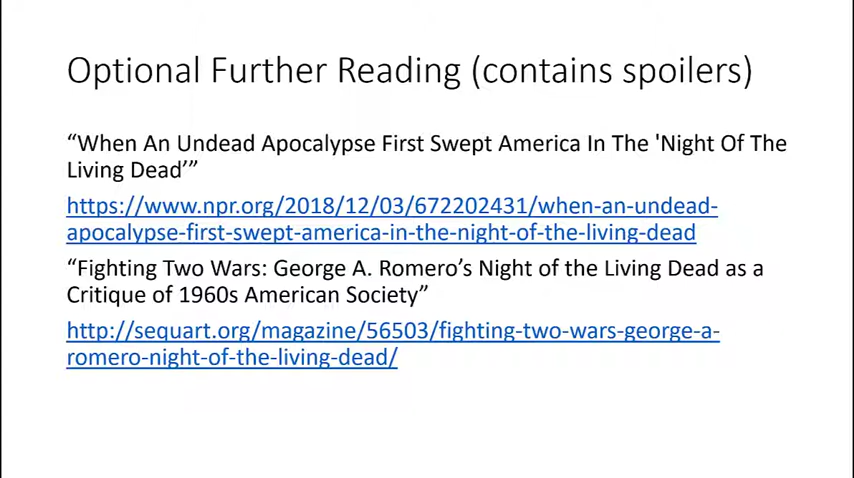 Optional Further Reading (contains spoilers)
“When An Undead Apocalypse First Swept America In The 'Night Of The
Living Dead’”
https://www.npr.org/2018/12/03/672202431/when-an-undead-
apocalypse-first-swept-america-in-the-night-of-the-living-dead
“Fighting Two Wars: George A. Romero’s Night of the Living Dead as a
Critique of 1960s American Society”
http://sequart.org/magazine/56503/fighting-two-wars-george-a-
romero-night-of-the-living-dead/